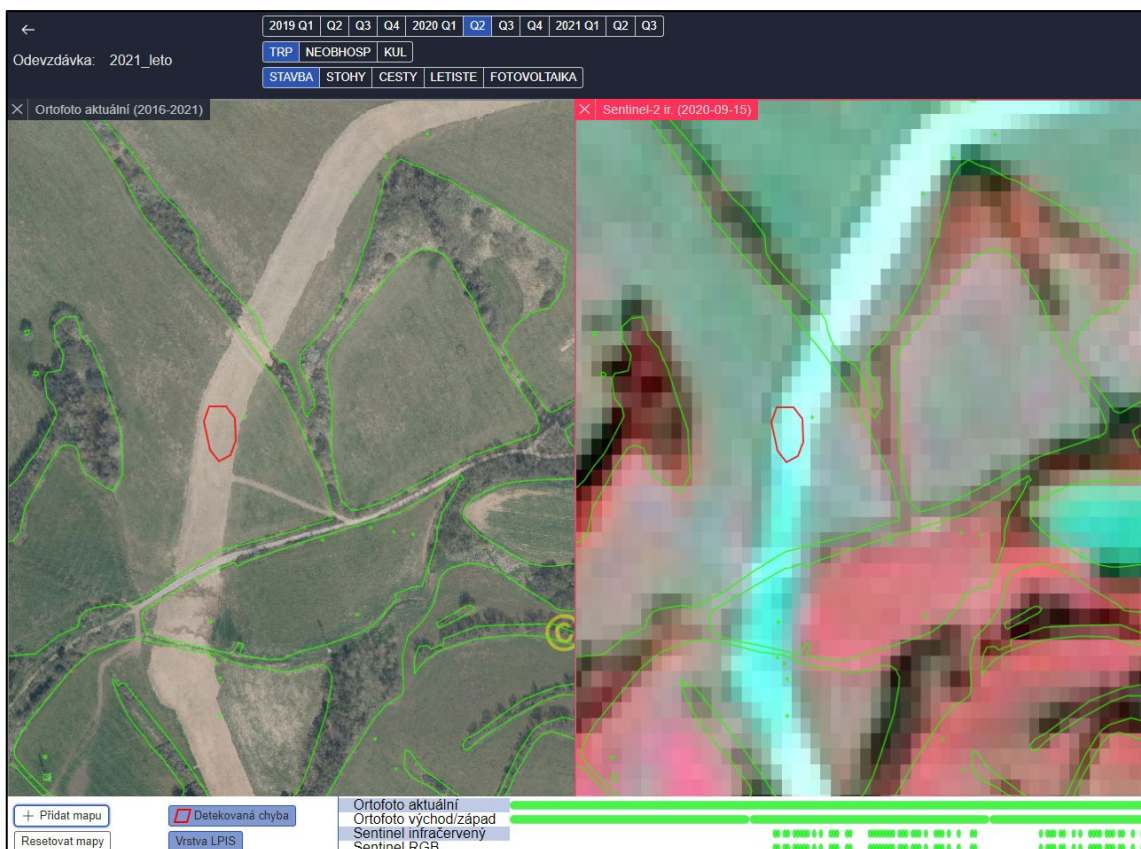 ←
2019 Q1 Q2 Q3 Q4 2020 Q1 Q2 Q3 Q4 2021 Q1 Q2 Q3
Odevzdávka: 2021_leto
TRP NEOBHOSP KUL
STAVBA STOHY CESTY LETISTE FOTOVOLTAIKA
× Ortofoto aktuální (2016-2021)
× Sentinel-2 ir. (2020-09-15)
©
+ Přidat mapu
Detekovaná chyba
Resetovat mapy
Vrstva LPIS
Ortofoto aktuální
Ortofoto východ/západ
Sentinel infračervený
Sentinel RGB